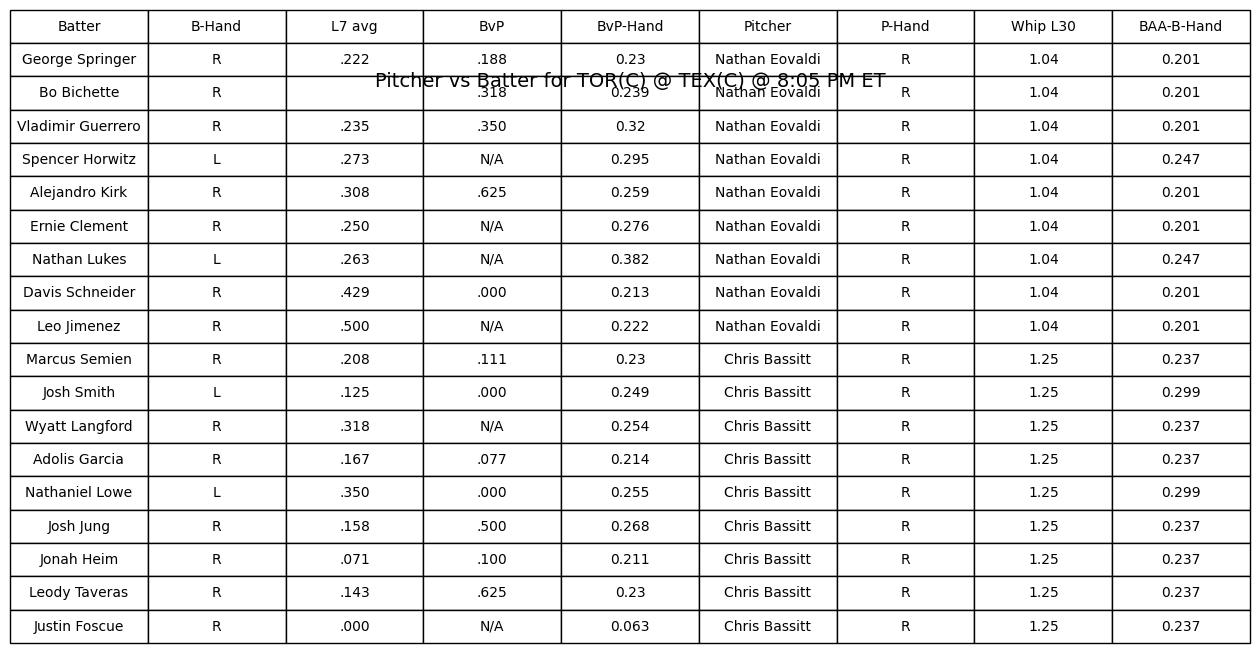 Batter B-Hand L7 avg BvP BvP-Hand Pitcher P-Hand Whip L30 BAA-B-Hand
George Springer R .222 .188 0.23 Nathan Eovaldi R 1.04 0.201
Pitcher vs Batter for TOR(C) @ TEX(C) @ 8:05 PM ET
Bo Bichette R .318 0.239 Nathan Eovaldi R 1.04 0.201
Vladimir Guerrero R .235 .350 0.32 Nathan Eovaldi R 1.04 0.201
Spencer Horwitz L .273 N/A 0.295 Nathan Eovaldi R 1.04 0.247
Alejandro Kirk R .308 .625 0.259 Nathan Eovaldi R 1.04 0.201
Ernie Clement R .250 N/A 0.276 Nathan Eovaldi R 1.04 0.201
Nathan Lukes L .263 N/A 0.382 Nathan Eovaldi R 1.04 0.247
Davis Schneider R .429 .000 0.213 Nathan Eovaldi R 1.04 0.201
Leo Jimenez R .500 N/A 0.222 Nathan Eovaldi R 1.04 0.201
Marcus Semien R .208 .111 0.23 Chris Bassitt R 1.25 0.237
Josh Smith L .125 .000 0.249 Chris Bassitt R 1.25 0.299
Wyatt Langford R .318 N/A 0.254 Chris Bassitt R 1.25 0.237
Adolis Garcia R .167 .077 0.214 Chris Bassitt R 1.25 0.237
Nathaniel Lowe L .350 .000 0.255 Chris Bassitt R 1.25 0.299
Josh Jung R .158 .500 0.268 Chris Bassitt R 1.25 0.237
Jonah Heim R .071 .100 0.211 Chris Bassitt R 1.25 0.237
Leody Taveras R .143 .625 0.23 Chris Bassitt R 1.25 0.237
Justin Foscue R .000 N/A 0.063 Chris Bassitt R 1.25 0.237